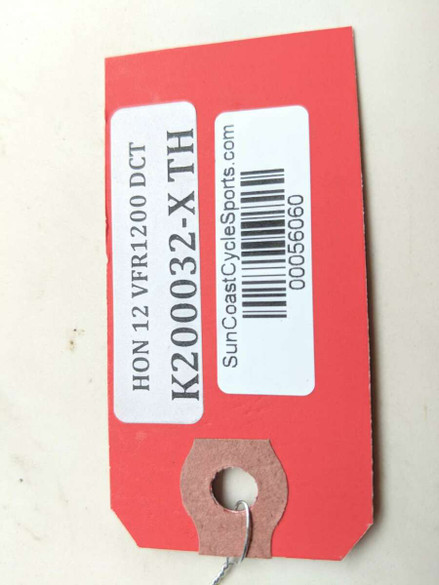 HON 12 VFR1200 DCT
K200032-X TH
SunCoastCycleSports.com
00056060